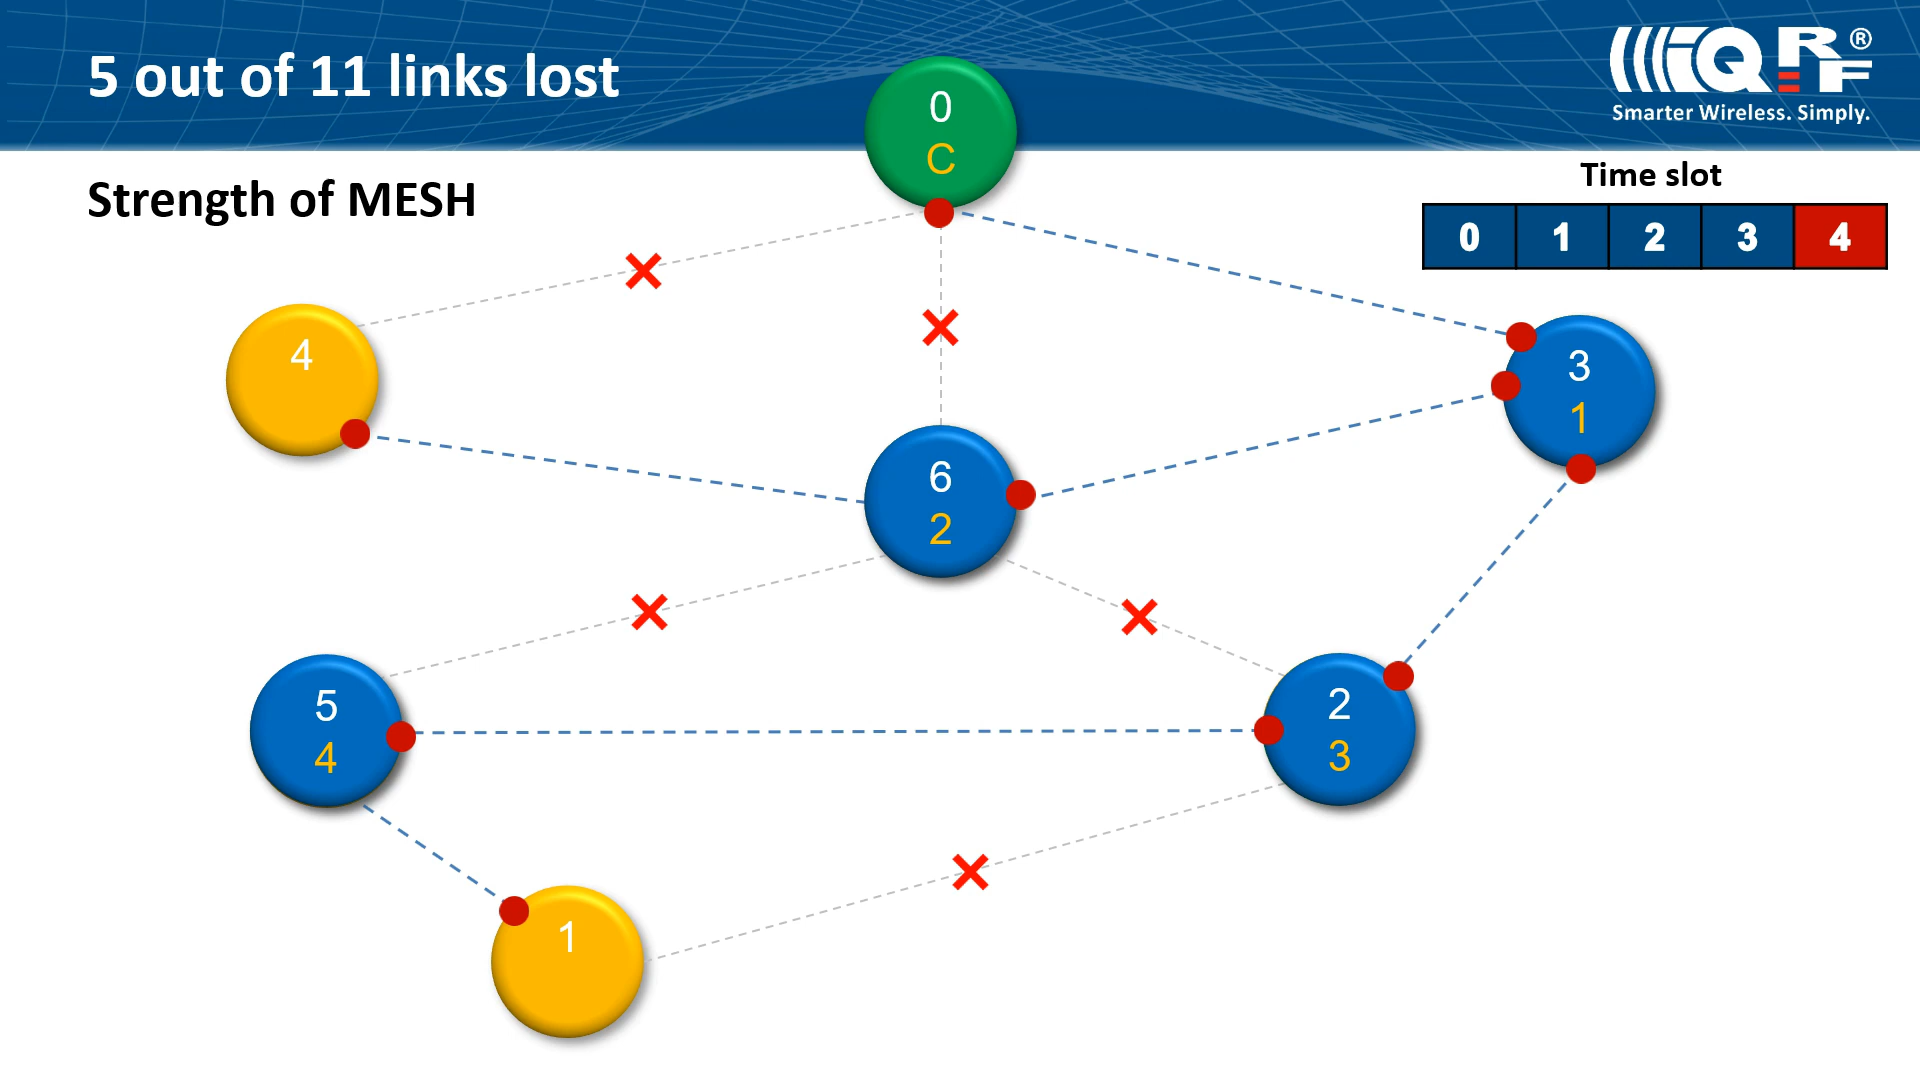 5 out of 11 links lost
IQRF®
Smarter Wireless. Simply.
Strength of MESH
Time slot
0 1 2 3 4
0
C
4
3
1
6
2
5
4
2
3
1